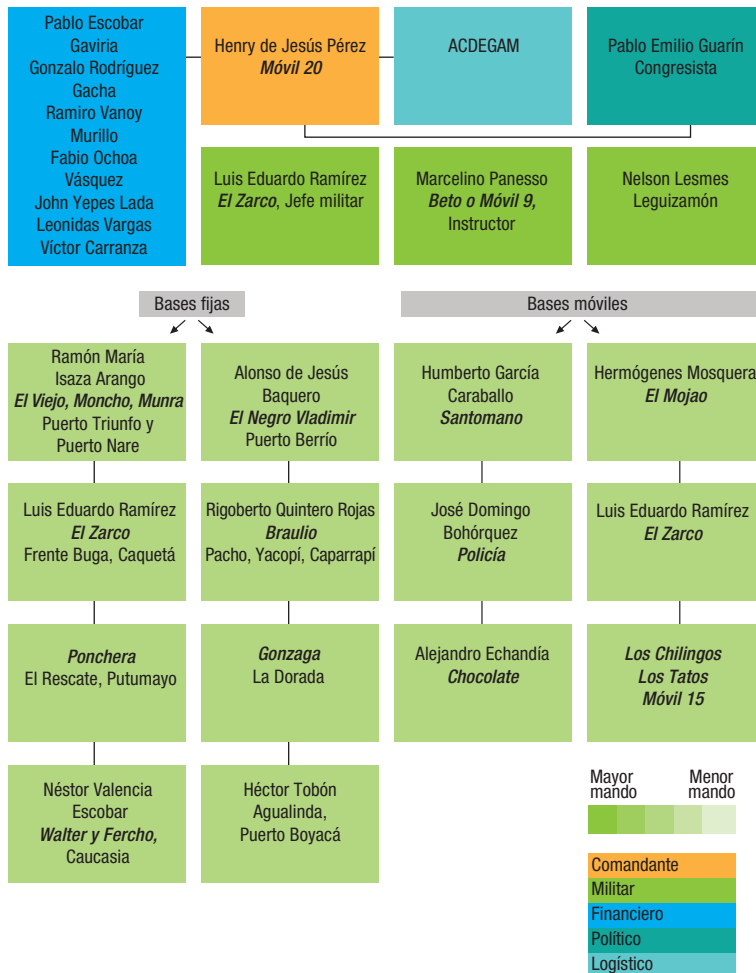 Pablo Escobar
Gaviria
Gonzalo Rodríguez
Gacha
Ramiro Vanoy
Murillo
Fabio Ochoa
Vásquez
John Yepes Lada
Leonidas Vargas
Víctor Carranza
Henry de Jesús Pérez
Móvil 20
ACDEGAM
Pablo Emilio Guarín
Congresista
Luis Eduardo Ramírez
El Zarco, Jefe militar
Marcelino Panesso
Beto o Móvil 9,
Instructor
Nelson Lesmes
Leguizamón
Bases fijas
Bases móviles
Ramón María
Isaza Arango
El Viejo, Moncho, Munra
Puerto Triunfo y
Puerto Nare
Alonso de Jesús
Baquero
El Negro Vladimir
Puerto Berrío
Humberto García
Caraballo
Santomano
Hermógenes Mosquera
El Mojao
Luis Eduardo Ramírez
El Zarco
Frente Buga, Caquetá
Rigoberto Quintero Rojas
Braulio
Pacho, Yacopí, Caparrapí
José Domingo
Bohórquez
Policía
Luis Eduardo Ramírez
El Zarco
Ponchera
El Rescate, Putumayo
Gonzaga
La Dorada
Alejandro Echandía
Chocolate
Los Chilingos
Los Tatos
Móvil 15
Néstor Valencia
Escobar
Walter y Fercho,
Caucasia
Héctor Tobón
Agualinda,
Puerto Boyacá
Mayor
mando
Menor
mando
Comandante
Militar
Financiero
Político
Logístico